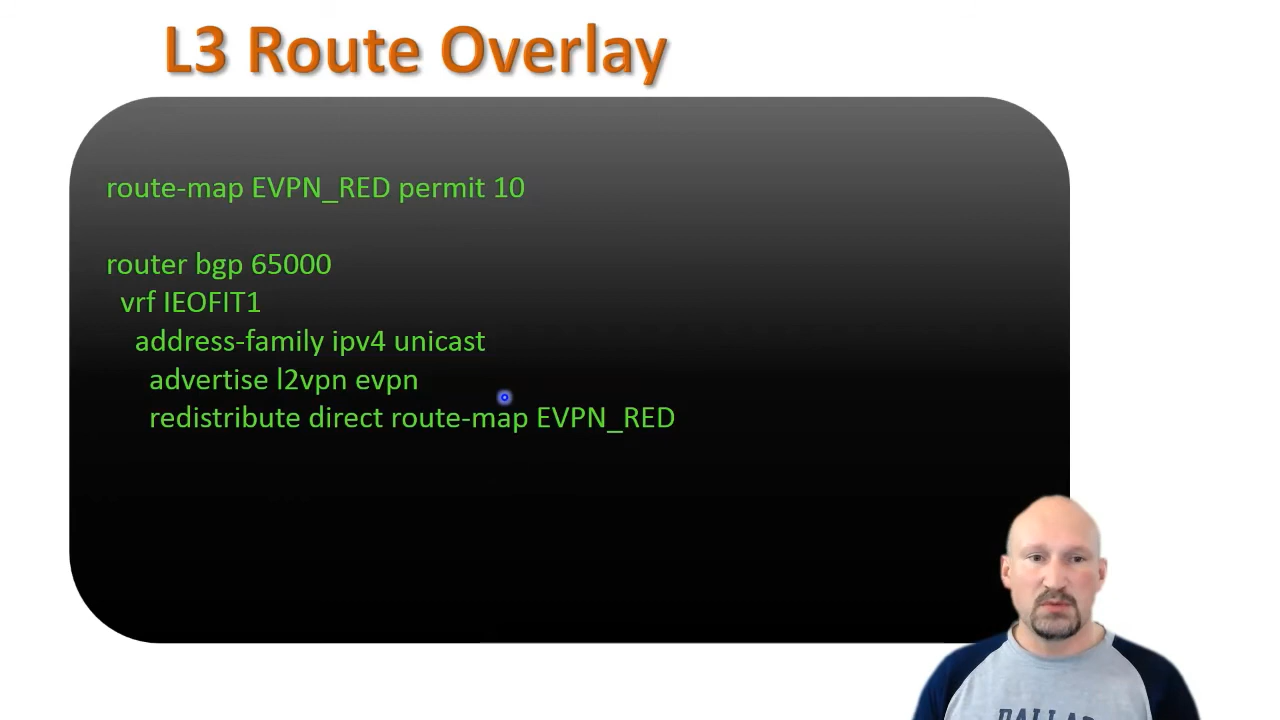 L3 Route Overlay
route-map EVPN_RED permit 10
router bgp 65000
vrf IEOFIT1
address-family ipv4 unicast
advertise l2vpn evpn
redistribute direct route-map EVPN_RED